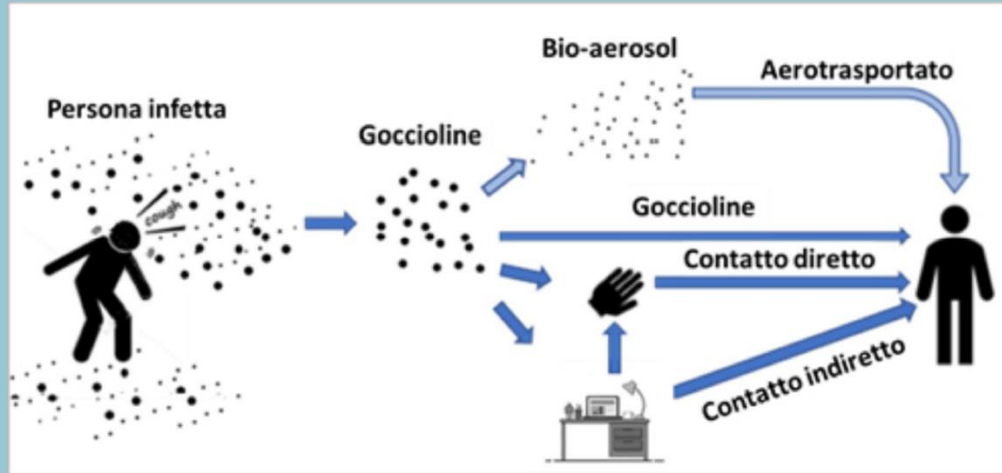 Bio-aerosol
Aerotrasportato
Persona infetta
Goccioline
cough
Goccioline
Contatto diretto
Contatto indiretto